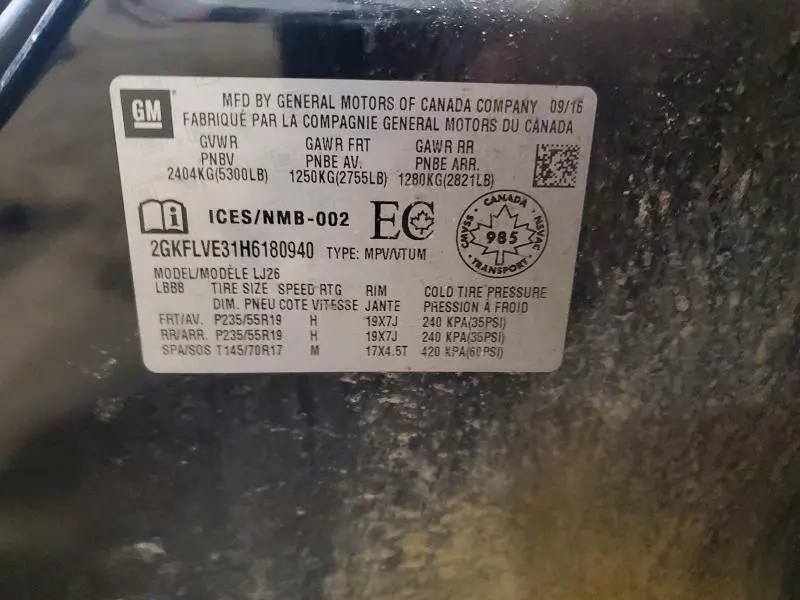 GM
MFD BY GENERAL MOTORS OF CANADA COMPANY 09/16
FABRIQUÉ PAR LA COMPAGNIE GENERAL MOTORS DU CANADA
GVWR GAWR FRT GAWR RR
PNBV PNBE AV. PNBE ARR.
2404KG(5300LB) 1250KG(2755LB) 1280KG(2821LB)
i ICES/NMB-002 EC
CANADA
CMVSS NSVAC
985
TRANSPORT
2GKFLVE31H6180940 TYPE: MPV/VTUM
MODEL/MODÈLE LJ26
LBB8 TIRE SIZE SPEED RTG RIM COLD TIRE PRESSURE
DIM. PNEU COTE VITESSE JANTE PRESSION À FROID
FRT/AV. P235/55R19 H 19X7J 240 KPA(35PSI)
RR/ARR. P235/55R19 H 19X7J 240 KPA(35PSI)
SPA/SOS T145/70R17 M 17X4.5T 420 KPA(60PSI)